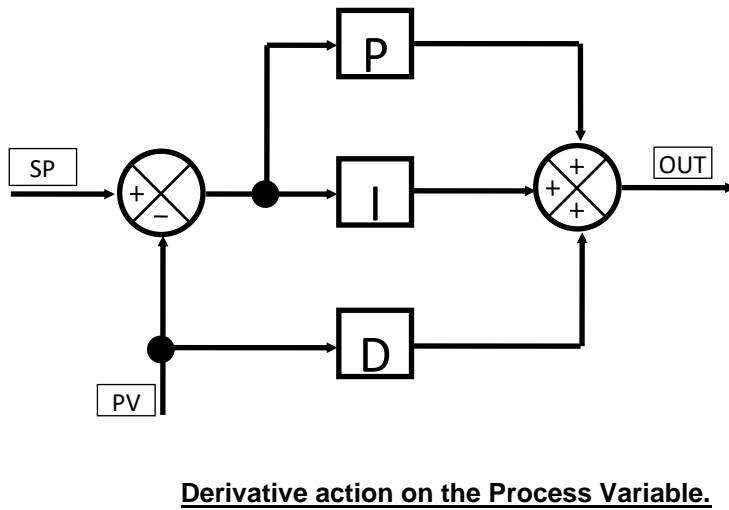 P
SP
+
−
I
+
+
+
OUT
D
PV
Derivative action on the Process Variable.